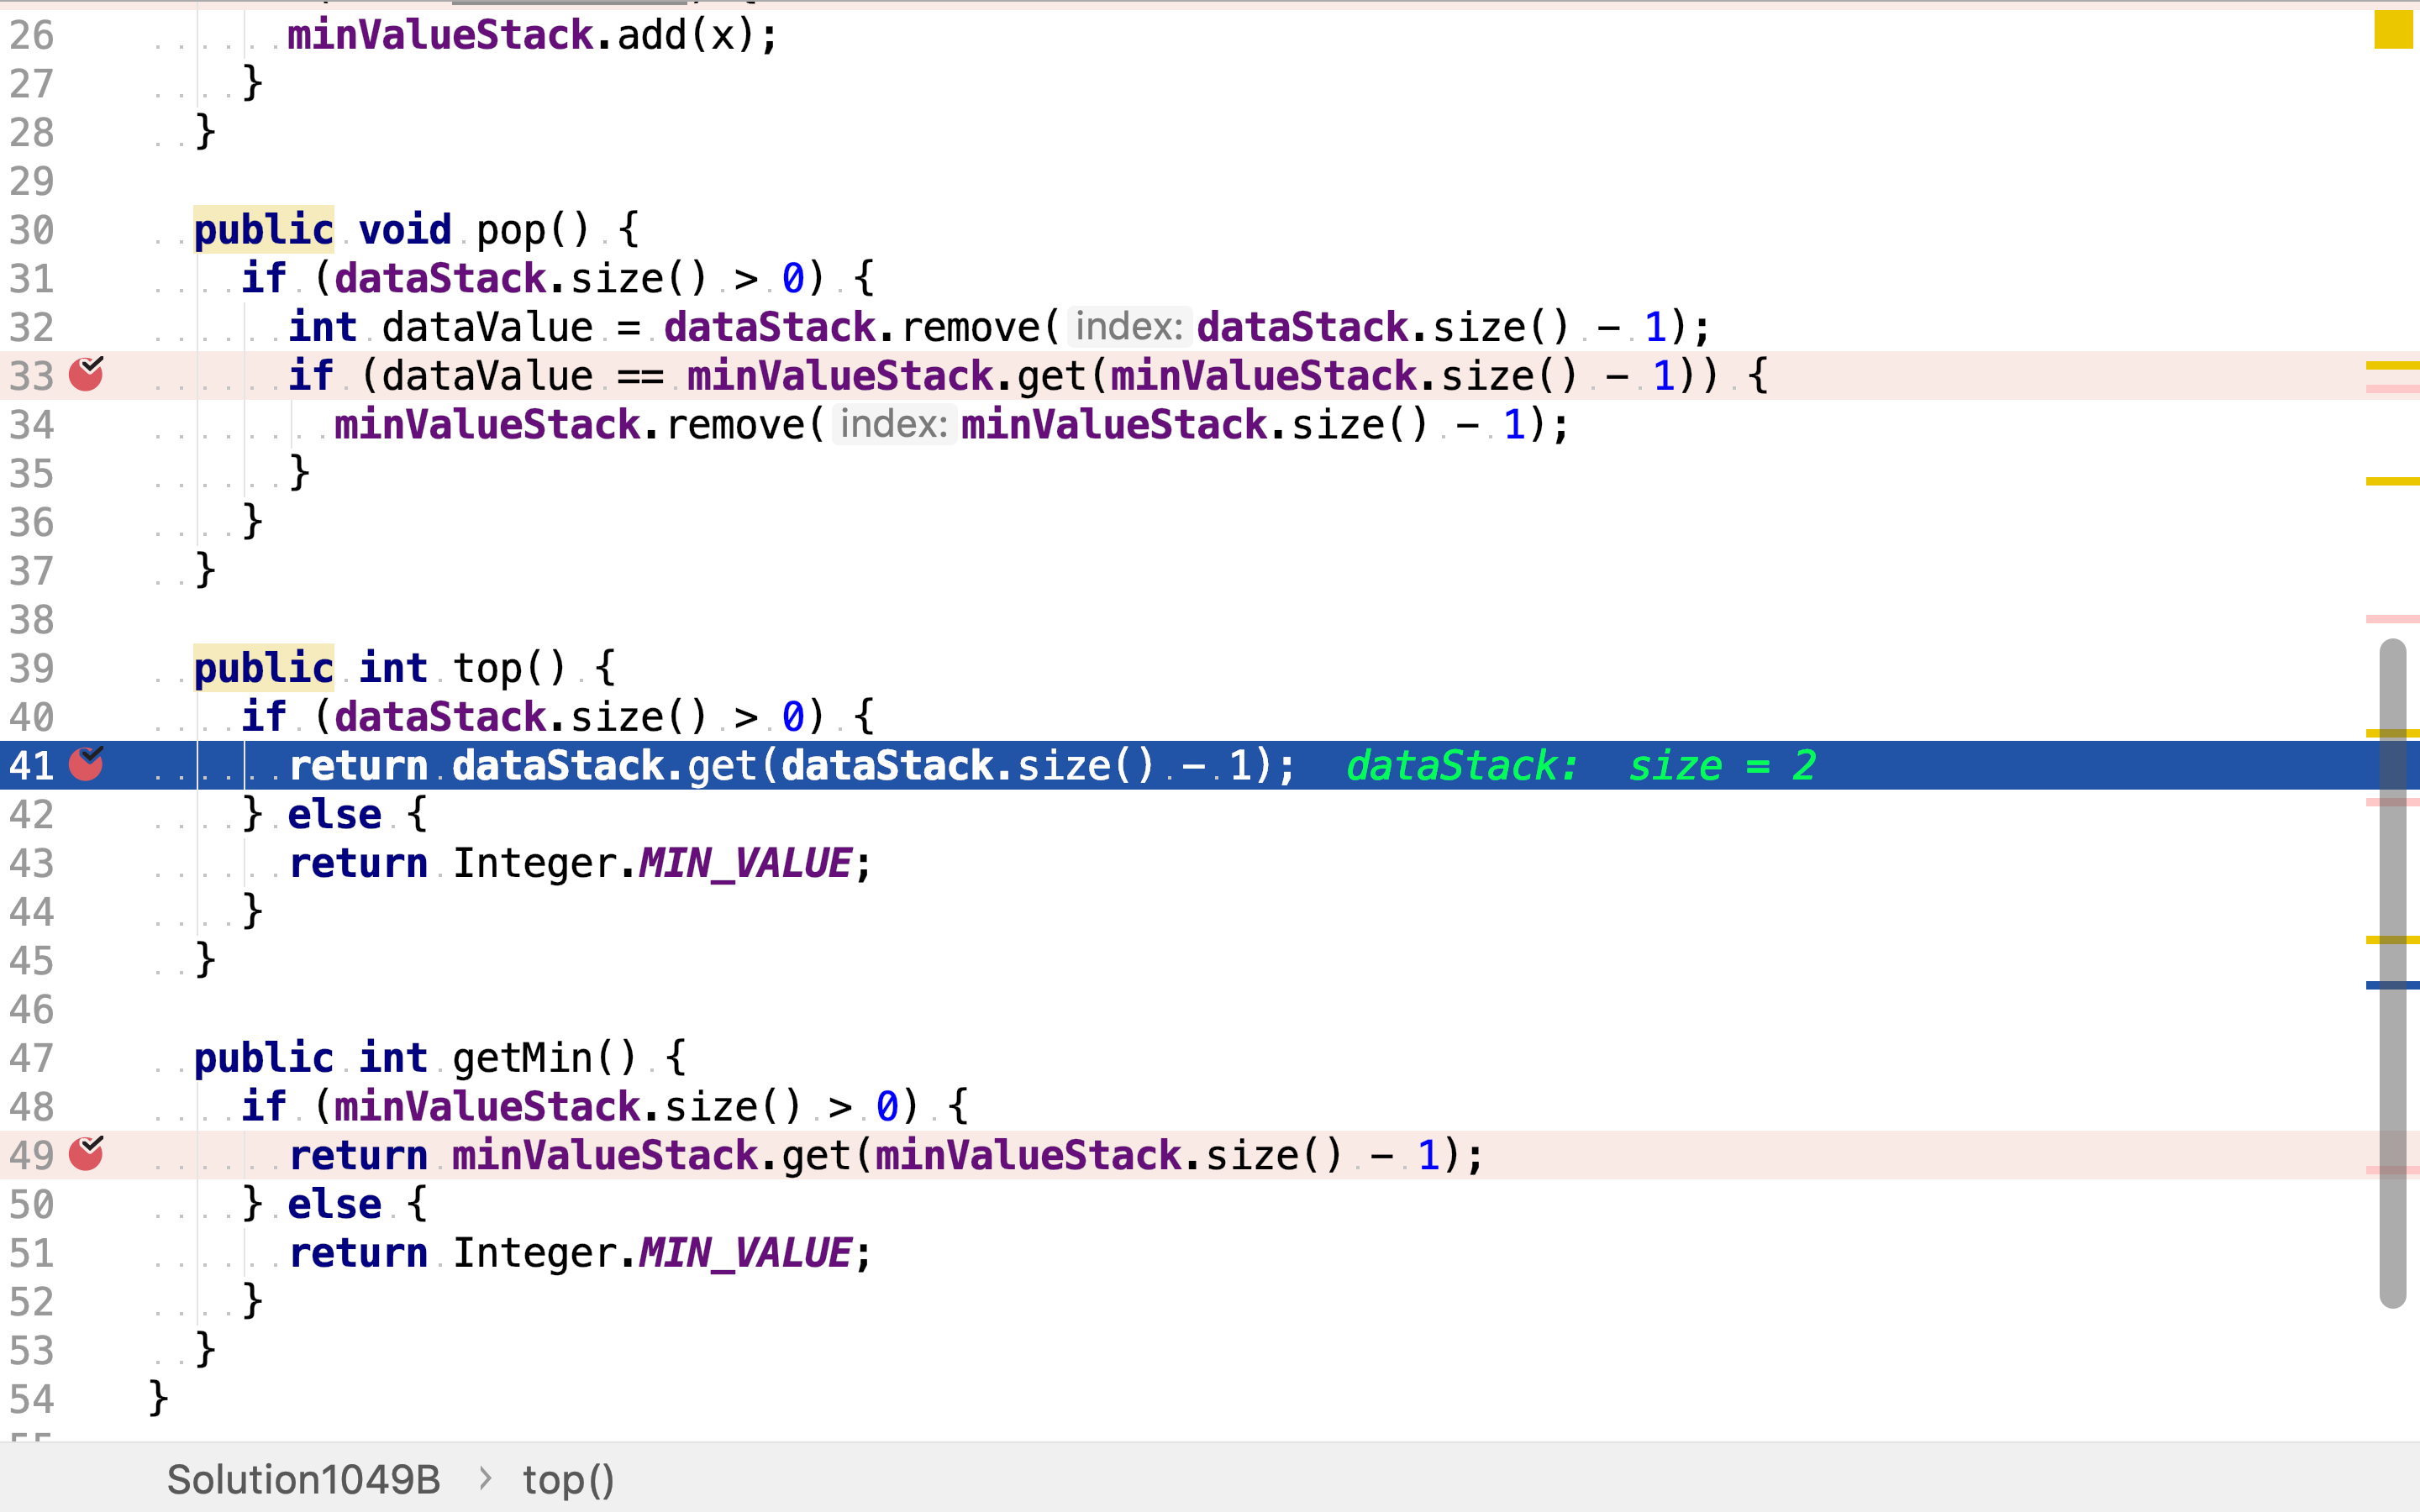 26 minValueStack.add(x);
27 }
28 }
29
30 public void pop() {
31 if (dataStack.size() > 0) {
32 int dataValue = dataStack.remove( index: dataStack.size() - 1);
33 if (dataValue == minValueStack.get(minValueStack.size() - 1)) {
34 minValueStack.remove( index: minValueStack.size() - 1);
35 }
36 }
37 }
38
39 public int top() {
40 if (dataStack.size() > 0) {
41 return dataStack.get(dataStack.size() - 1); dataStack: size = 2
42 } else {
43 return Integer.MIN_VALUE;
44 }
45 }
46
47 public int getMin() {
48 if (minValueStack.size() > 0) {
49 return minValueStack.get(minValueStack.size() - 1);
50 } else {
51 return Integer.MIN_VALUE;
52 }
53 }
54 }
Solution1049B > top()